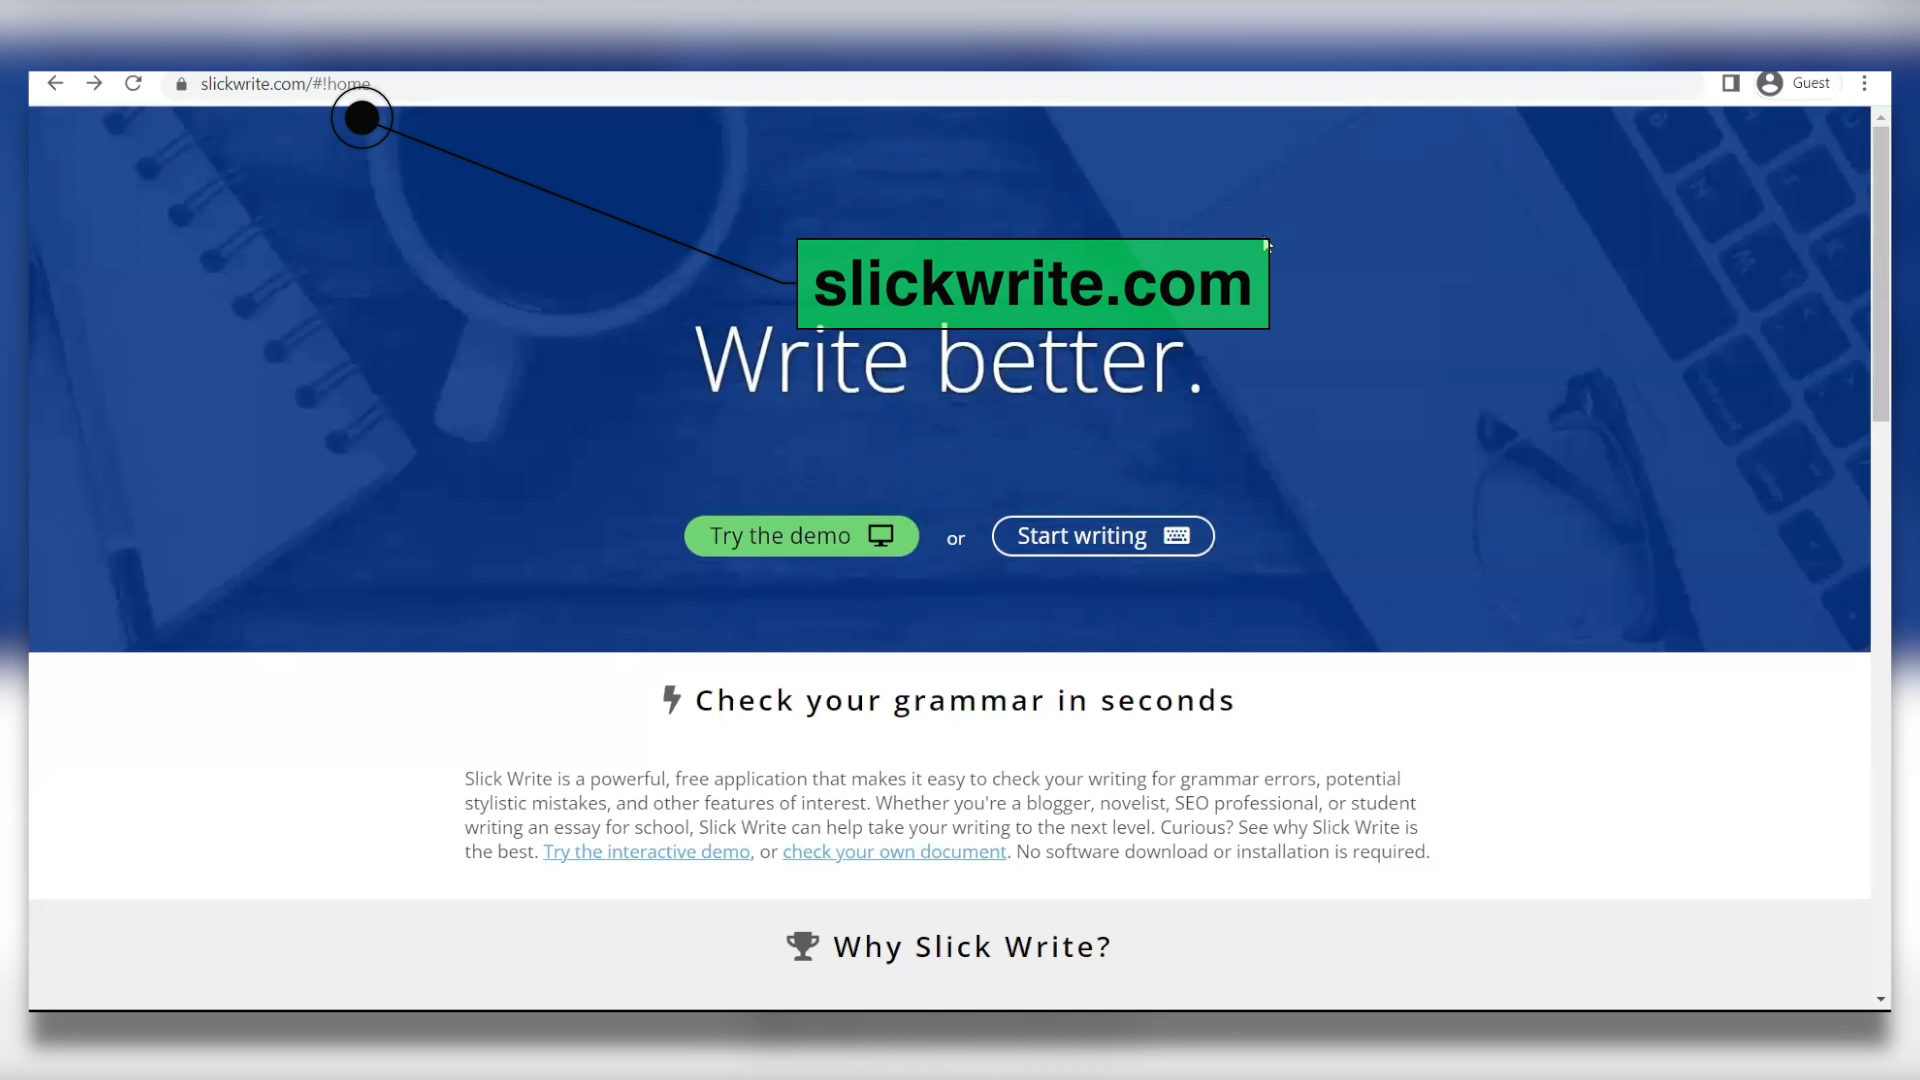 slickwrite.com/#!home
Guest
slickwrite.com
Write better.
Try the demo
or
Start writing
Check your grammar in seconds
Slick Write is a powerful, free application that makes it easy to check your writing for grammar errors, potential
stylistic mistakes, and other features of interest. Whether you're a blogger, novelist, SEO professional, or student
writing an essay for school, Slick Write can help take your writing to the next level. Curious? See why Slick Write is
the best. Try the interactive demo, or check your own document. No software download or installation is required.
Why Slick Write?